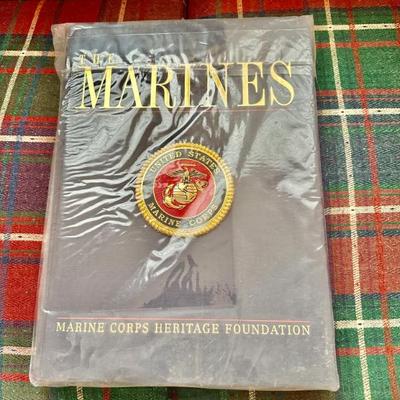 THE
MARINES
UNITED STATES
MARINE CORPS
MARINE CORPS HERITAGE FOUNDATION